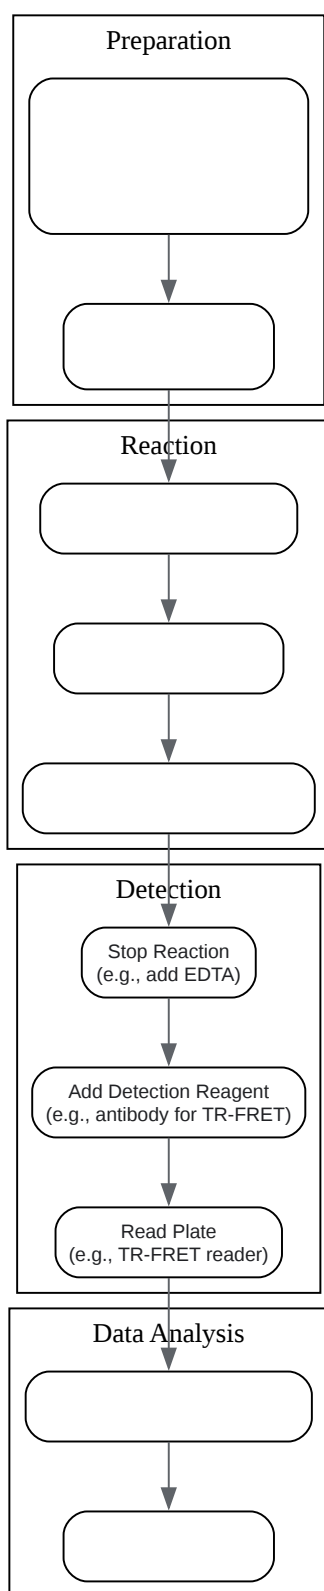 Preparation
Reaction
Detection
Stop Reaction
(e.g., add EDTA)
Add Detection Reagent
(e.g., antibody for TR-FRET)
Read Plate
(e.g., TR-FRET reader)
Data Analysis